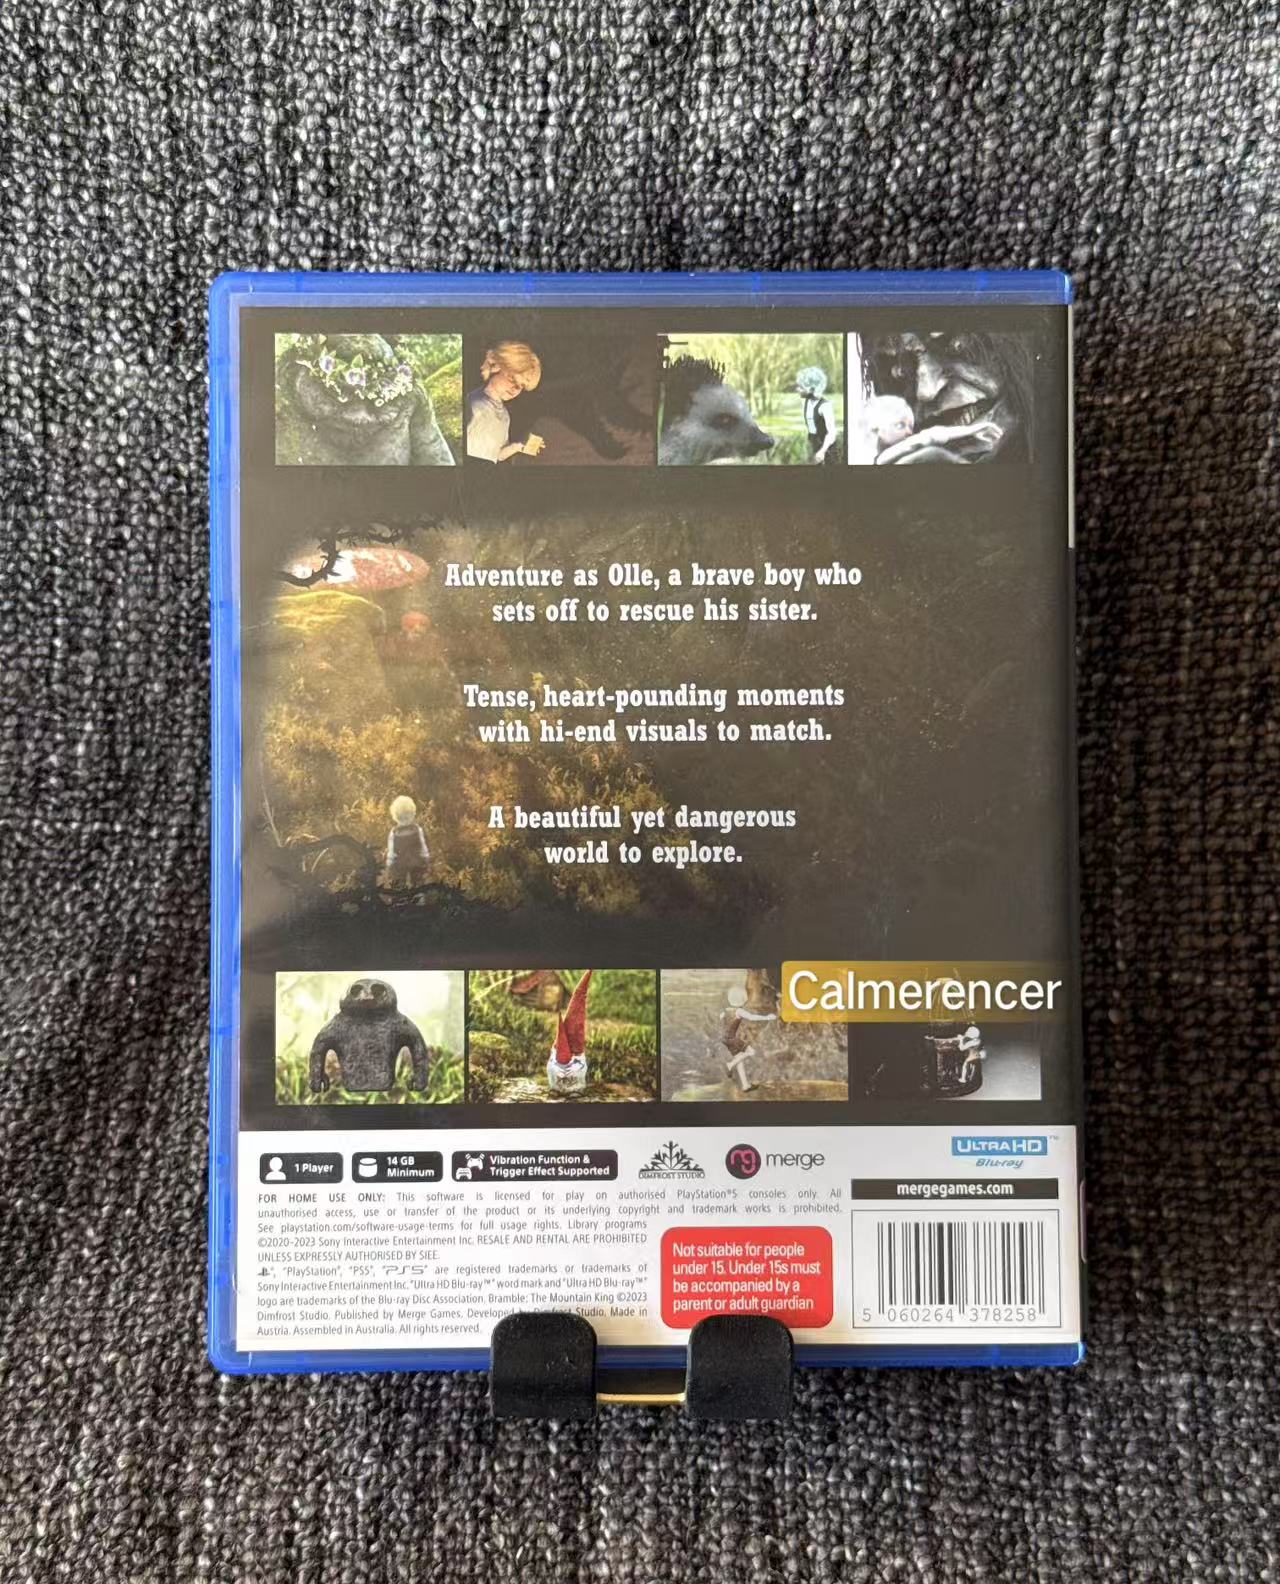 Adventure as Olle, a brave boy who
sets off to rescue his sister.
Tense, heart-pounding moments
with hi-end visuals to match.
A beautiful yet dangerous
world to explore.
Calmerencer
1 Player
14 GB
Minimum
Vibration Function &
Trigger Effect Supported
DIMFROST STUDIO
merge
ULTRA HD™
Blu-ray
mergegames.com
FOR HOME USE ONLY: This software is licensed for play on authorised PlayStation®5 consoles only. All
unauthorised access, use or transfer of the product or its underlying copyright and trademark works is prohibited.
See playstation.com/software-usage-terms for full usage rights. Library programs
©2020-2023 Sony Interactive Entertainment Inc. RESALE AND RENTAL ARE PROHIBITED
UNLESS EXPRESSLY AUTHORISED BY SIEE.
", "PlayStation", "PS5", "PS5" are registered trademarks or trademarks of
Sony Interactive Entertainment Inc. "Ultra HD Blu-ray™" word mark and "Ultra HD Blu-ray™"
logo are trademarks of the Blu-ray Disc Association. Bramble: The Mountain King ©2023
Dimfrost Studio. Published by Merge Games. Developed by Dimfrost Studio. Made in
Austria. Assembled in Australia. All rights reserved.
Not suitable for people
under 15. Under 15s must
be accompanied by a
parent or adult guardian
5 060264 378258